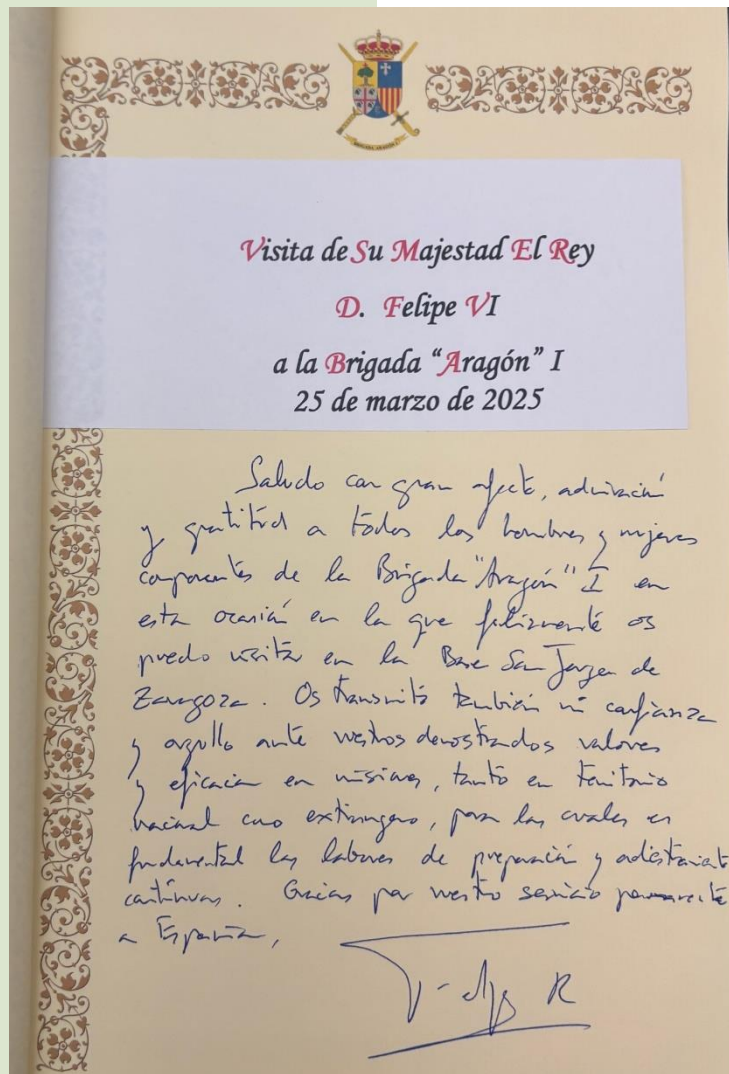 Visita de Su Majestad El Rey
D. Felipe VI
a la Brigada “Aragón” I
25 de marzo de 2025
Saludo con gran afecto, admiración
y gratitud a todos los hombres y mujeres
componentes de la Brigada "Aragón" I en
esta ocasión en la que felizmente os
puedo visitar en la Base San Jorge de
Zaragoza. Os transmito también mi confianza
y orgullo ante vuestros demostrados valores
y eficacia en misiones, tanto en territorio
nacional como extranjero, para las cuales es
fundamental las labores de preparación y adiestramiento
continuas. Gracias por vuestro servicio permanente
a España,
Felipe R